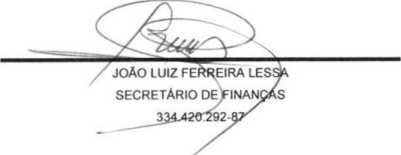 JOÃO LUIZ FERREIRA LESSA
SECRETÁRIO DE FINANÇAS
334.420.292-87